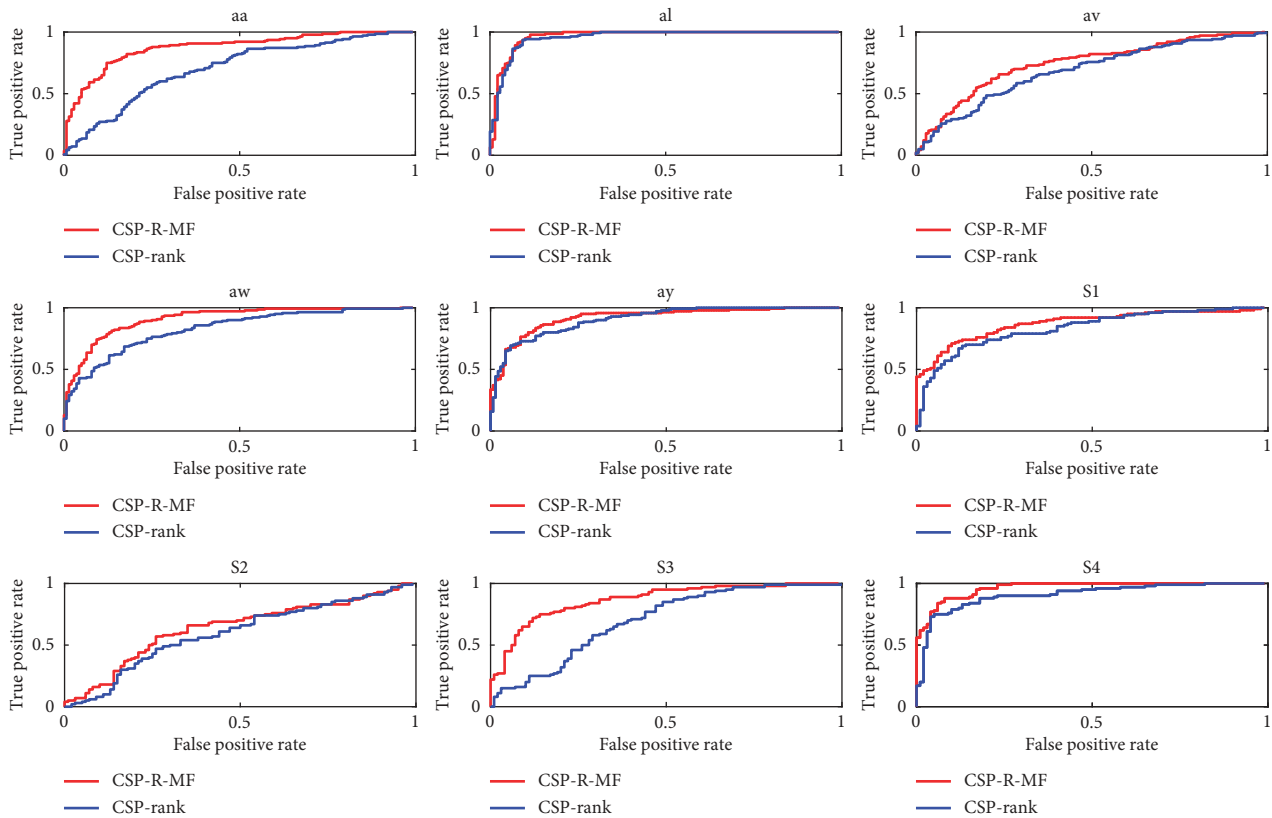 aa
True positive rate
1
0.5
0
0 0.5 1
False positive rate
CSP-R-MF
CSP-rank
al
True positive rate
1
0.5
0
0 0.5 1
False positive rate
CSP-R-MF
CSP-rank
av
True positive rate
1
0.5
0
0 0.5 1
False positive rate
CSP-R-MF
CSP-rank
aw
True positive rate
1
0.5
0
0 0.5 1
False positive rate
CSP-R-MF
CSP-rank
ay
True positive rate
1
0.5
0
0 0.5 1
False positive rate
CSP-R-MF
CSP-rank
S1
True positive rate
1
0.5
0
0 0.5 1
False positive rate
CSP-R-MF
CSP-rank
S2
True positive rate
1
0.5
0
0 0.5 1
False positive rate
CSP-R-MF
CSP-rank
S3
True positive rate
1
0.5
0
0 0.5 1
False positive rate
CSP-R-MF
CSP-rank
S4
True positive rate
1
0.5
0
0 0.5 1
False positive rate
CSP-R-MF
CSP-rank